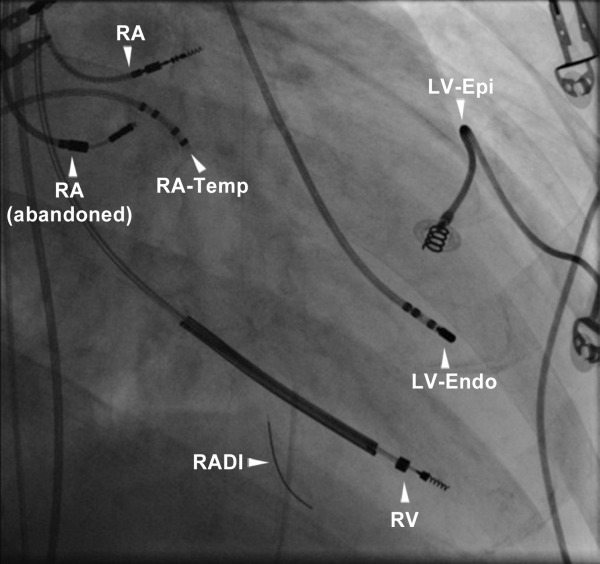 RA
LV-Epi
RA-Temp
RA
(abandoned)
LV-Endo
RADI
RV